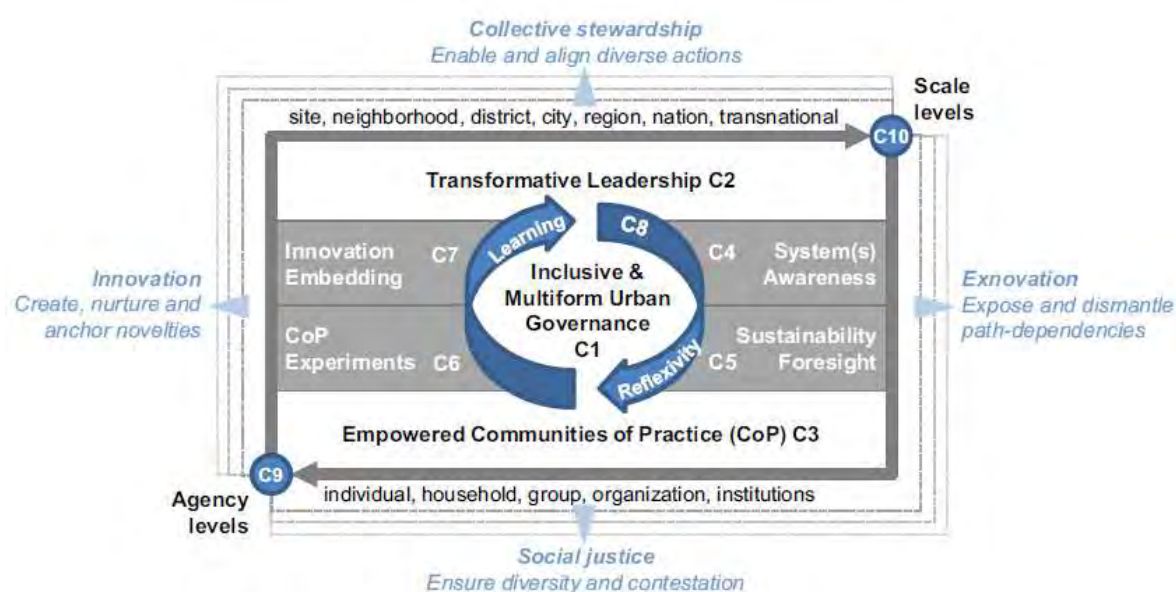 Collective stewardship
Enable and align diverse actions
Scale
levels
site, neighborhood, district, city, region, nation, transnational
C10
Transformative Leadership C2
Learning
C8
Innovation
Embedding
C7
C4
System(s)
Awareness
Inclusive &
Multiform Urban
Governance
C1
Innovation
Create, nurture and
anchor novelties
Exnovation
Expose and dismantle
path-dependencies
CoP
Experiments
C6
C5
Sustainability
Foresight
Reflexivity
Empowered Communities of Practice (CoP) C3
C9
Agency
levels
individual, household, group, organization, institutions
Social justice
Ensure diversity and contestation